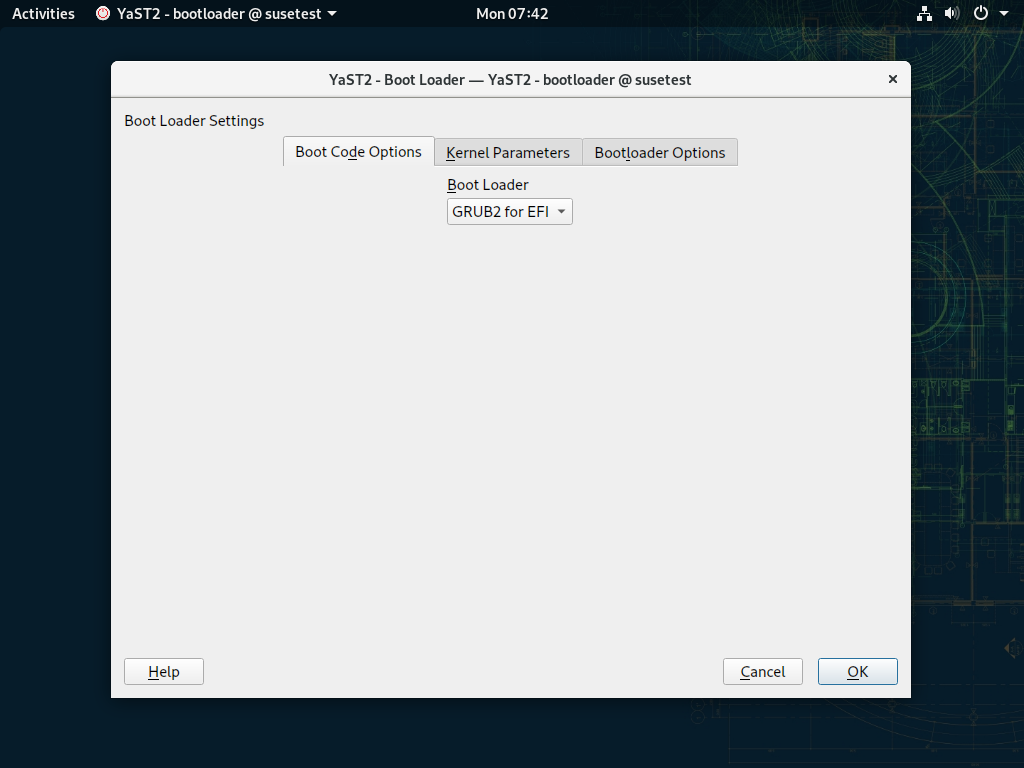 Activities YaST2 - bootloader @ susetest Mon 07:42
YaST2 - Boot Loader — YaST2 - bootloader @ susetest
Boot Loader Settings
Boot Code Options Kernel Parameters Bootloader Options
Boot Loader
GRUB2 for EFI
Help Cancel OK